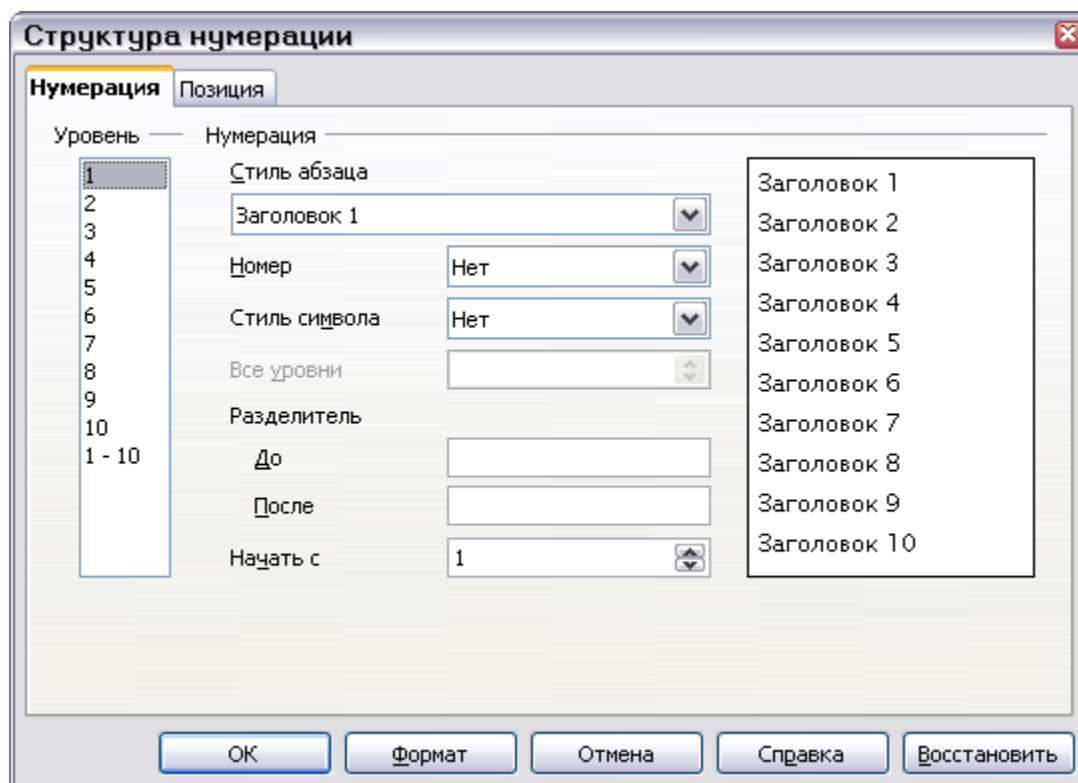 Структура нумерации
Нумерация Позиция
Уровень Нумерация
1
2
3
4
5
6
7
8
9
10
1 - 10
Стиль абзаца
Заголовок 1
Номер Нет
Стиль символа Нет
Все уровни
Разделитель
До
После
Начать с 1
Заголовок 1
Заголовок 2
Заголовок 3
Заголовок 4
Заголовок 5
Заголовок 6
Заголовок 7
Заголовок 8
Заголовок 9
Заголовок 10
ОК Формат Отмена Справка Восстановить